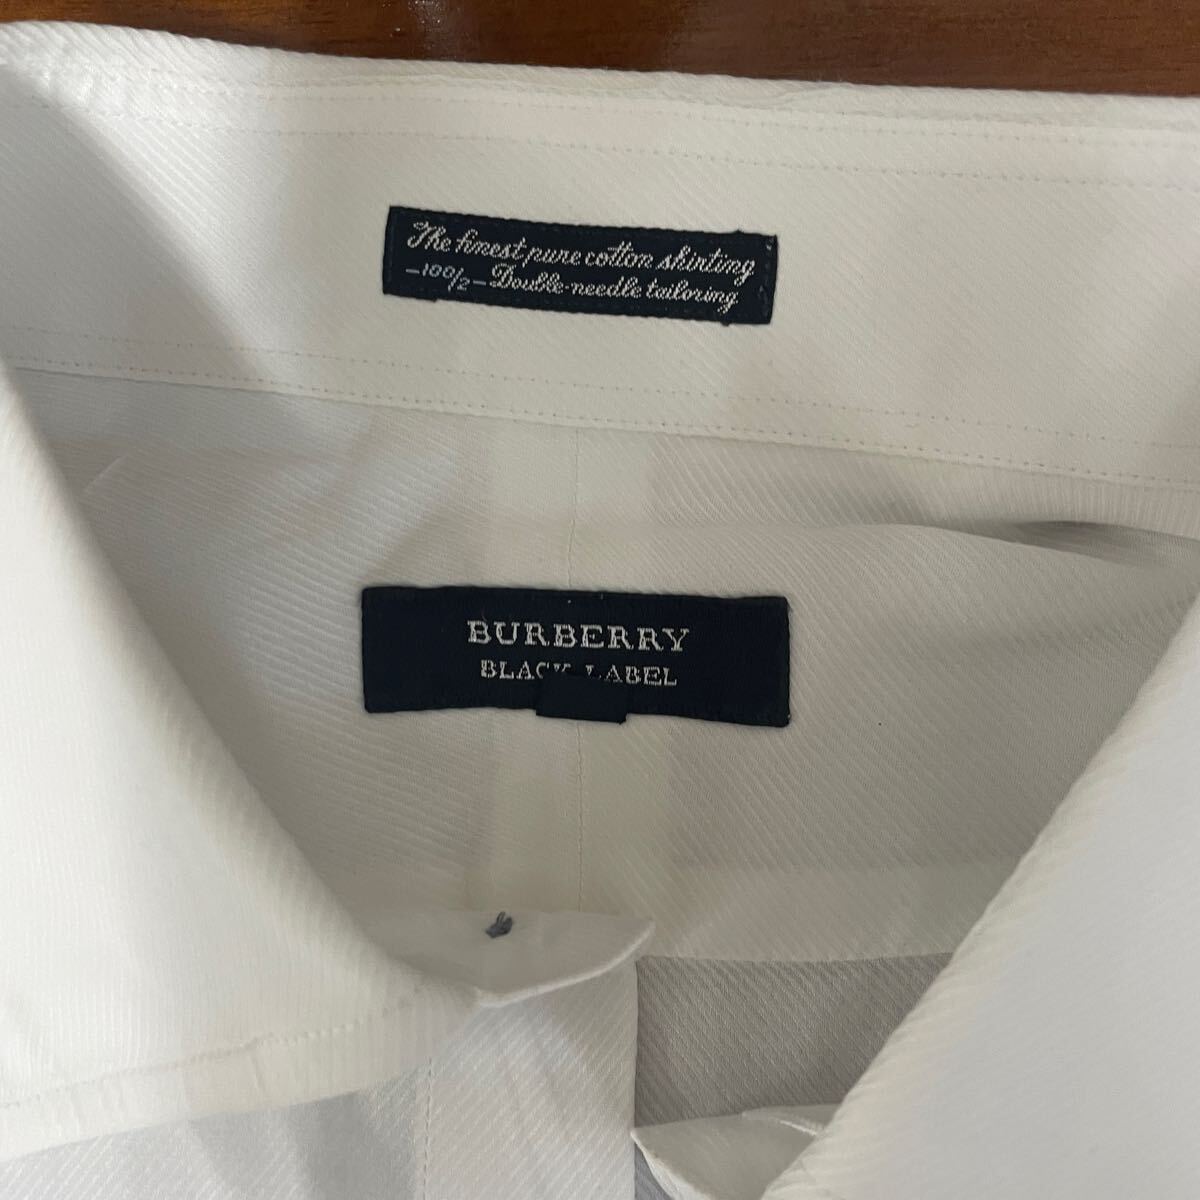 The finest pure cotton shirting
-100/2- Double-needle tailoring
BURBERRY
BLACK LABEL